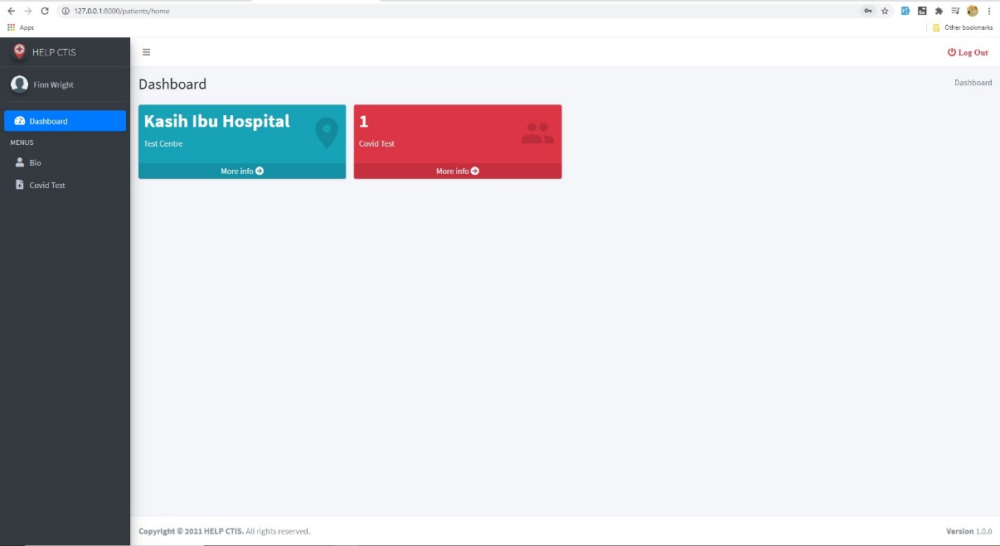 127.0.0.1:8000/patients/home
Apps
Other bookmarks
HELP CTIS
Log Out
Finn Wright
Dashboard
Dashboard
Dashboard
MENUS
Bio
Covid Test
Kasih Ibu Hospital
Test Centre
More info
1
Covid Test
More info
Copyright © 2021 HELP CTIS. All rights reserved.
Version 1.0.0